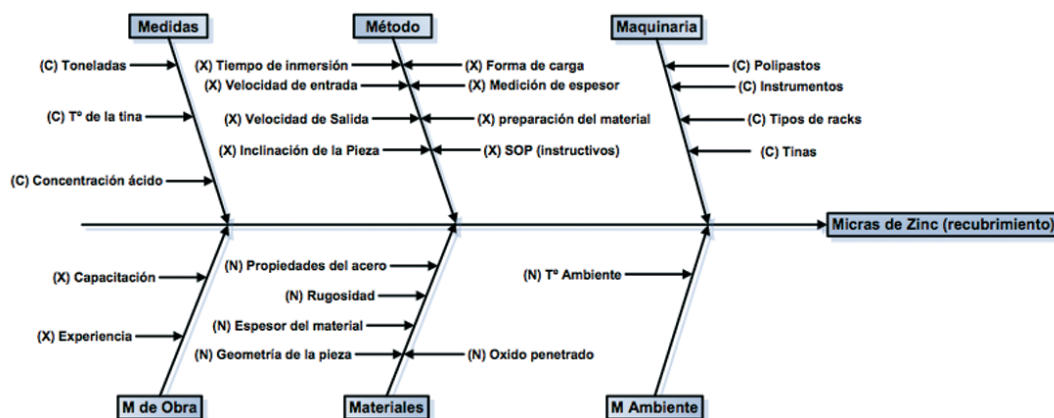 Medidas
Método
Maquinaria
(C) Toneladas
(X) Tiempo de inmersión
(X) Forma de carga
(C) Polipastos
(X) Velocidad de entrada
(X) Medición de espesor
(C) Instrumentos
(C) Tº de la tina
(X) Velocidad de Salida
(X) preparación del material
(C) Tipos de racks
(X) Inclinación de la Pieza
(X) SOP (instructivos)
(C) Tinas
(C) Concentración ácido
Micras de Zinc (recubrimiento)
(X) Capacitación
(N) Propiedades del acero
(N) Tº Ambiente
(N) Rugosidad
(X) Experiencia
(N) Espesor del material
(N) Geometría de la pieza
(N) Oxido penetrado
M de Obra
Materiales
M Ambiente